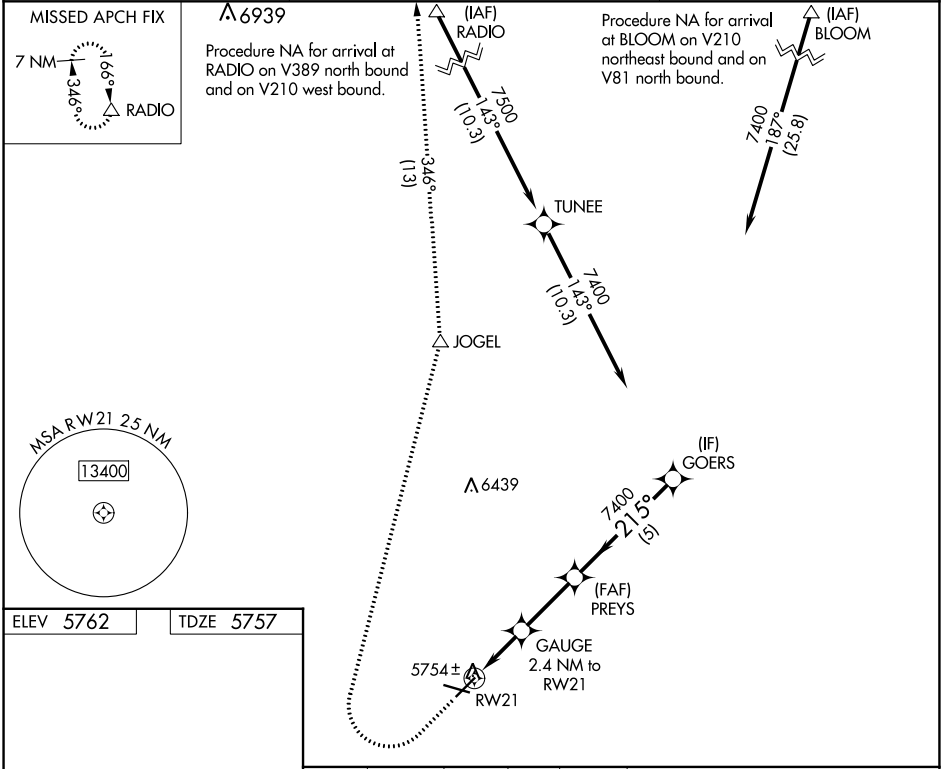 MISSED APCH FIX
7 NM
346°
166°
RADIO
6939
Procedure NA for arrival at
RADIO on V389 north bound
and on V210 west bound.
(IAF)
RADIO
Procedure NA for arrival
at BLOOM on V210
northeast bound and on
V81 north bound.
(IAF)
BLOOM
7500
143°
(10.3)
7400
187°
(25.8)
346°
(13)
TUNEE
7400
143°
(10.3)
JOGEL
MSA RW21 25 NM
13400
6439
(IF)
GOERS
7400
215°
(5)
(FAF)
PREYS
GAUGE
2.4 NM to
RW21
5754±
RW21
ELEV 5762
TDZE 5757